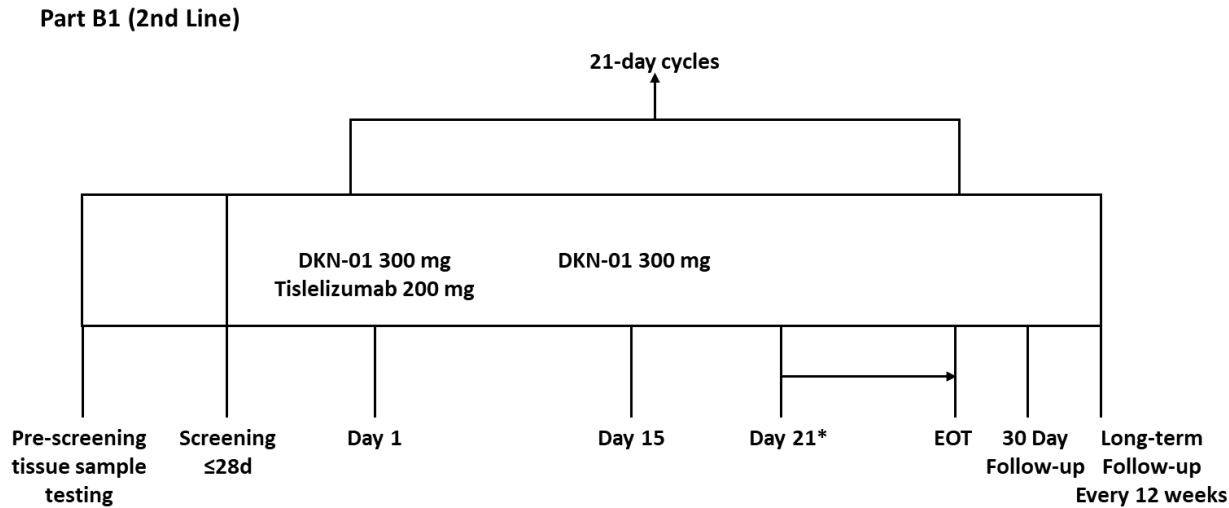 Part B1 (2nd Line)
21-day cycles
DKN-01 300 mg
Tislelizumab 200 mg
DKN-01 300 mg
Pre-screening
tissue sample
testing
Screening
≤28d
Day 1
Day 15
Day 21*
EOT
30 Day
Follow-up
Long-term
Follow-up
Every 12 weeks